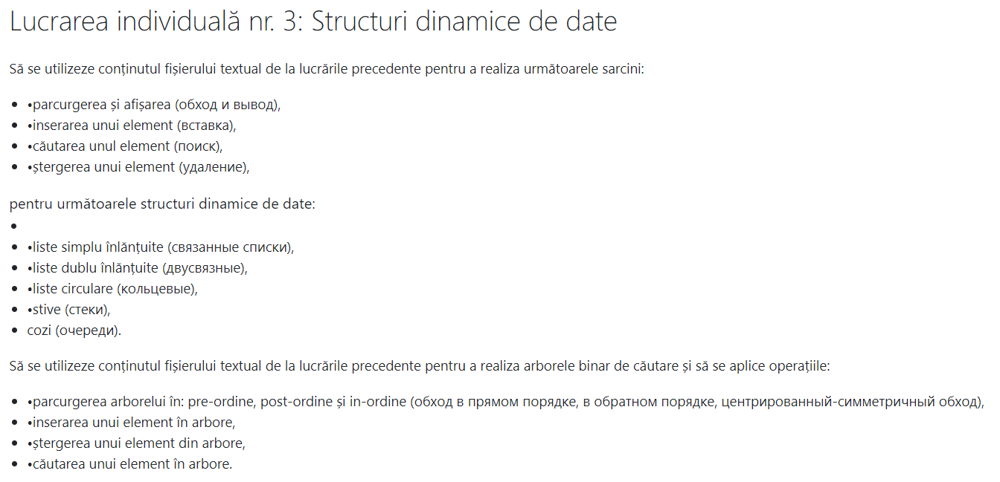 Lucrarea individuală nr. 3: Structuri dinamice de date
Să se utilizeze conținutul fișierului textual de la lucrările precedente pentru a realiza următoarele sarcini:
• •parcurgerea și afișarea (обход и вывод),
• •inserarea unui element (вставка),
• •căutarea unul element (поиск),
• •ștergerea unui element (удаление),
pentru următoarele structuri dinamice de date:
•
• •liste simplu înlănțuite (связанные списки),
• •liste dublu înlănțuite (двусвязные),
• •liste circulare (кольцевые),
• •stive (стеки),
• cozi (очереди).
Să se utilizeze conținutul fișierului textual de la lucrările precedente pentru a realiza arborele binar de căutare și să se aplice operațiile:
• •parcurgerea arborelui în: pre-ordine, post-ordine și in-ordine (обход в прямом порядке, в обратном порядке, центрированный-симметричный обход),
• •inserarea unui element în arbore,
• •ștergerea unui element din arbore,
• •căutarea unui element în arbore.